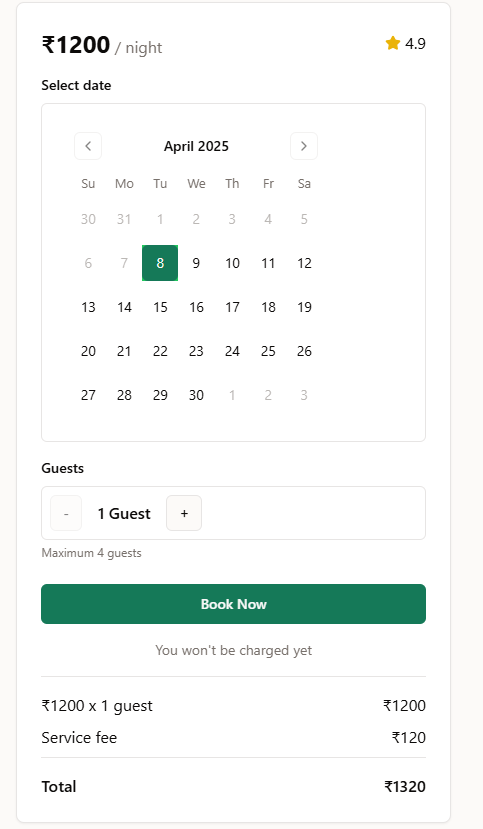 ₹1200 / night 4.9
Select date
April 2025
Su Mo Tu We Th Fr Sa
30 31 1 2 3 4 5
6 7 8 9 10 11 12
13 14 15 16 17 18 19
20 21 22 23 24 25 26
27 28 29 30 1 2 3
Guests
- 1 Guest +
Maximum 4 guests
Book Now
You won't be charged yet
₹1200 x 1 guest ₹1200
Service fee ₹120
Total ₹1320